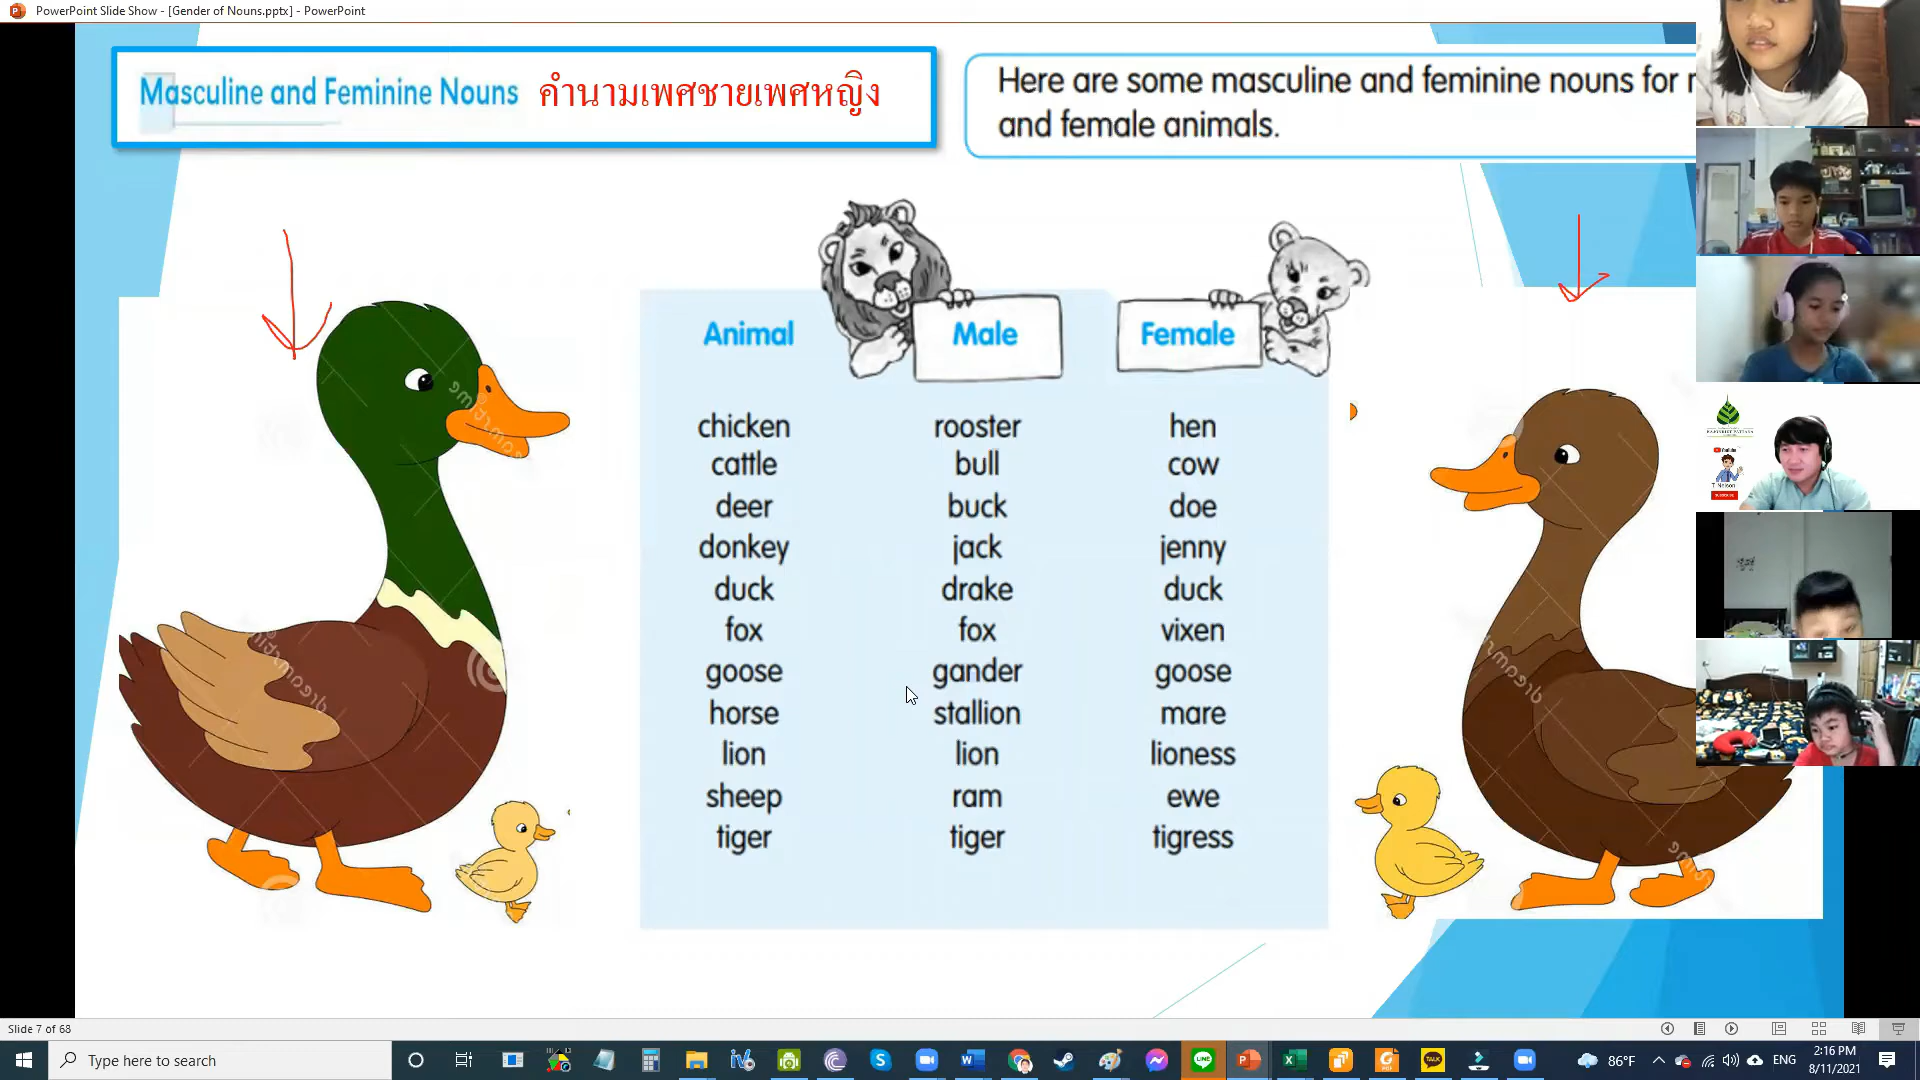 PowerPoint Slide Show - [Gender of Nouns.pptx] - PowerPoint
Masculine and Feminine Nouns คำนามเพศชายเพศหญิง
Here are some masculine and feminine nouns for
and female animals.
Animal Male Female
chicken rooster hen
cattle bull cow
deer buck doe
donkey jack jenny
duck drake duck
fox fox vixen
goose gander goose
horse stallion mare
lion lion lioness
sheep ram ewe
tiger tiger tigress
YouTube
T. Nelson
SUBSCRIBE
Slide 7 of 68
Type here to search
86°F
ENG
2:16 PM
8/11/2021